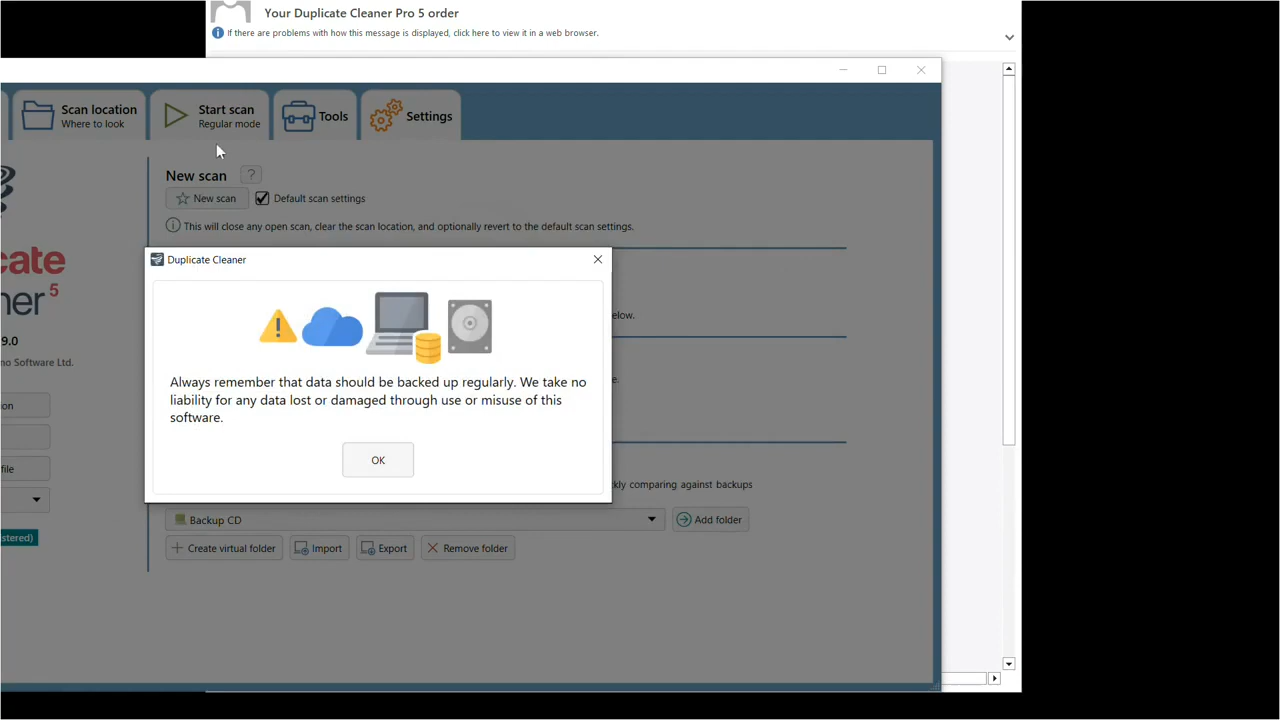 Your Duplicate Cleaner Pro 5 order
If there are problems with how this message is displayed, click here to view it in a web browser.
Scan location
Where to look
Start scan
Regular mode
Tools
Settings
New scan
?
New scan
Default scan settings
This will close any open scan, clear the scan location, and optionally revert to the default scan settings.
cate
ner 5
9.0
no Software Ltd.
on
file
stered)
Duplicate Cleaner
Always remember that data should be backed up regularly. We take no
liability for any data lost or damaged through use or misuse of this
software.
OK
elow.
e.
kly comparing against backups
Backup CD
Add folder
Create virtual folder
Import
Export
Remove folder